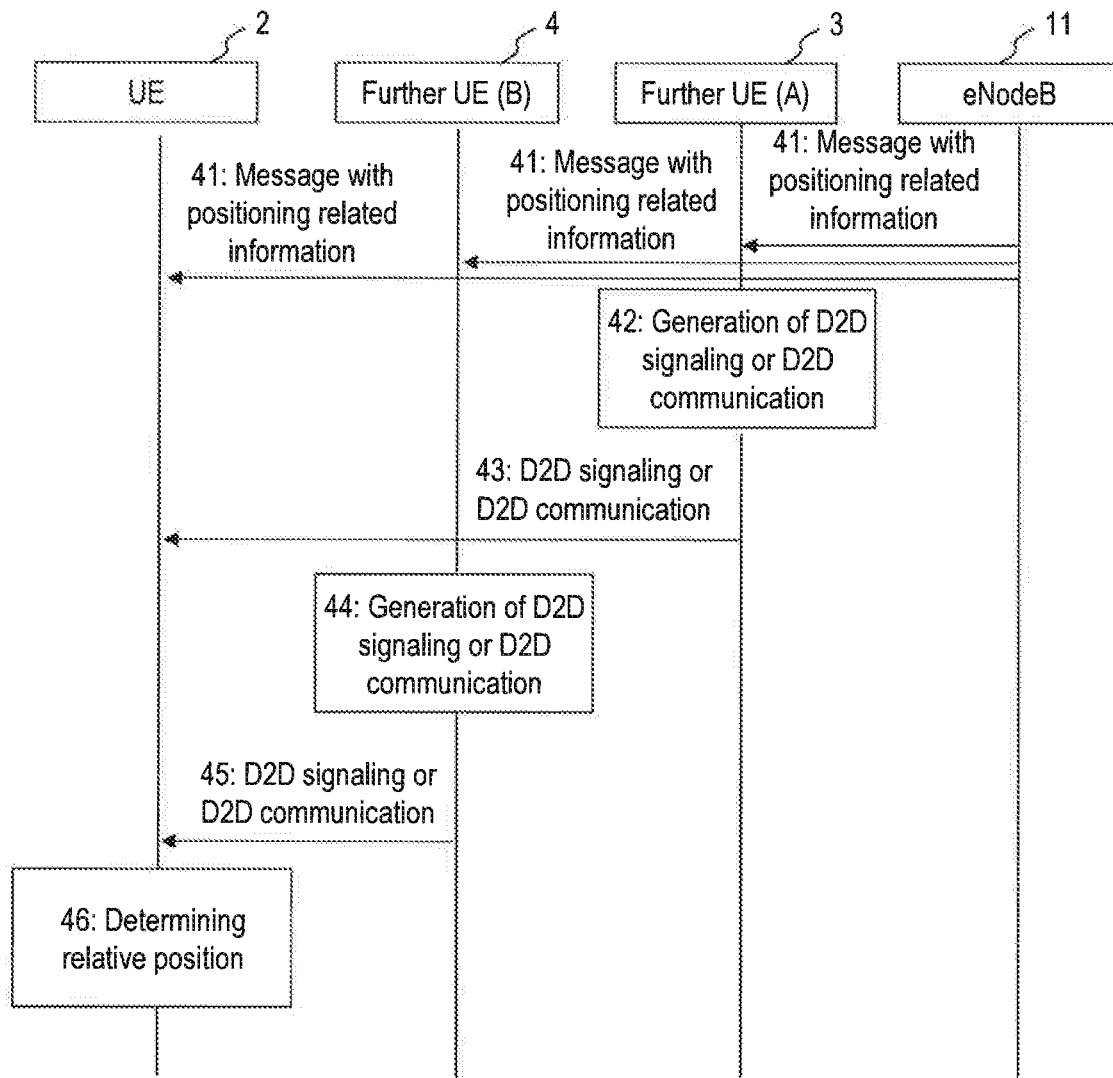 2
4
3
11
UE
Further UE (B)
Further UE (A)
eNodeB
41: Message with
positioning related
information
41: Message with
positioning related
information
41: Message with
positioning related
information
42: Generation of D2D
signaling or D2D
communication
43: D2D signaling or
D2D communication
44: Generation of D2D
signaling or D2D
communication
45: D2D signaling or
D2D communication
46: Determining
relative position